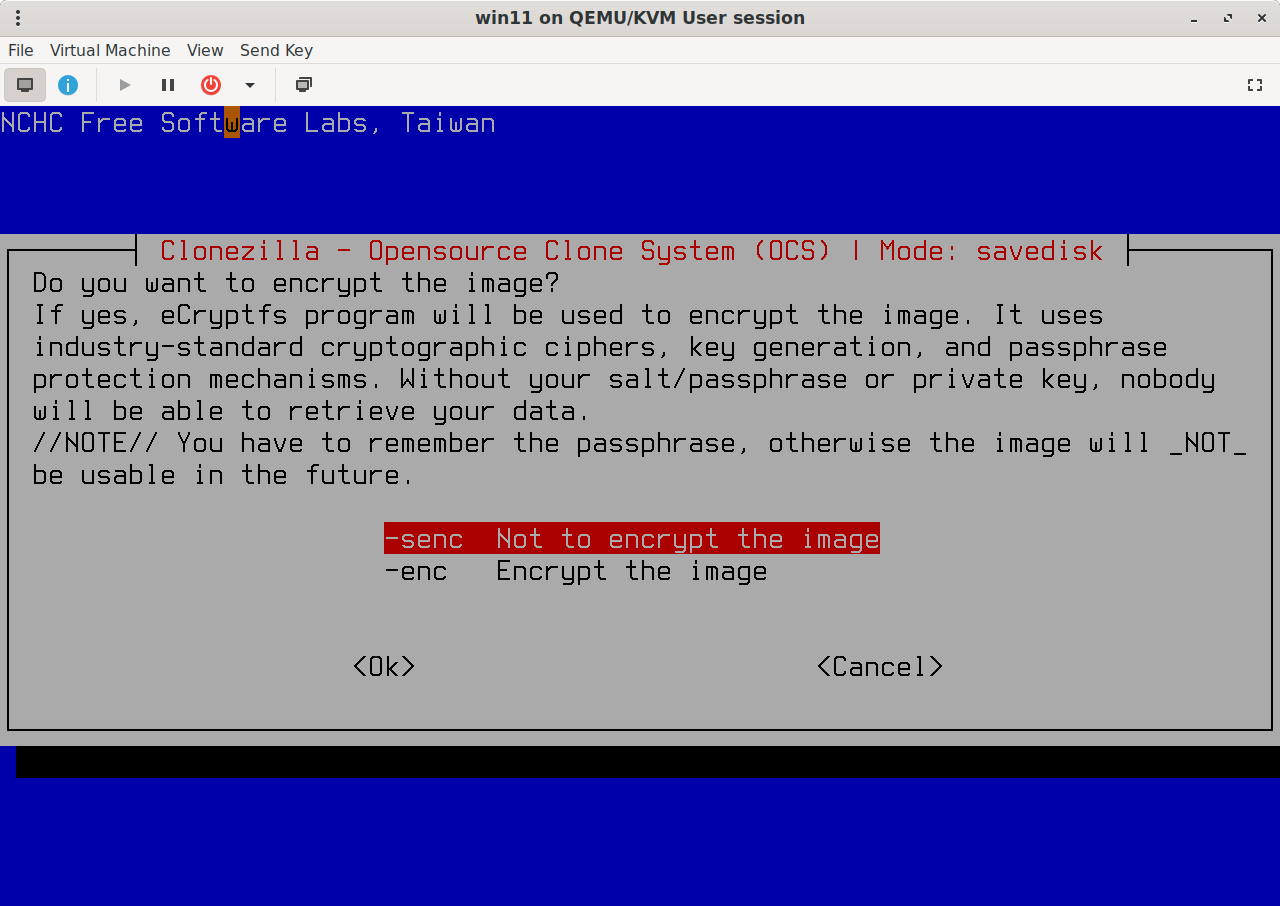 win11 on QEMU/KVM User session
File Virtual Machine View Send Key
NCHC Free Software Labs, Taiwan
Clonezilla - Opensource Clone System (OCS) | Mode: savedisk
Do you want to encrypt the image?
If yes, eCryptfs program will be used to encrypt the image. It uses
industry-standard cryptographic ciphers, key generation, and passphrase
protection mechanisms. Without your salt/passphrase or private key, nobody
will be able to retrieve your data.
//NOTE// You have to remember the passphrase, otherwise the image will _NOT_
be usable in the future.
-senc Not to encrypt the image
-enc Encrypt the image
<Ok> <Cancel>